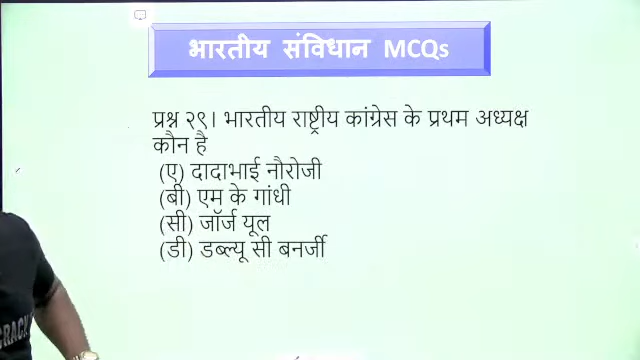 भारतीय संविधान MCQs
प्रश्न २९। भारतीय राष्ट्रीय कांग्रेस के प्रथम अध्यक्ष
कौन है
(ए) दादाभाई नौरोजी
(बी) एम के गांधी
(सी) जॉर्ज यूल
(डी) डब्ल्यू सी बनर्जी